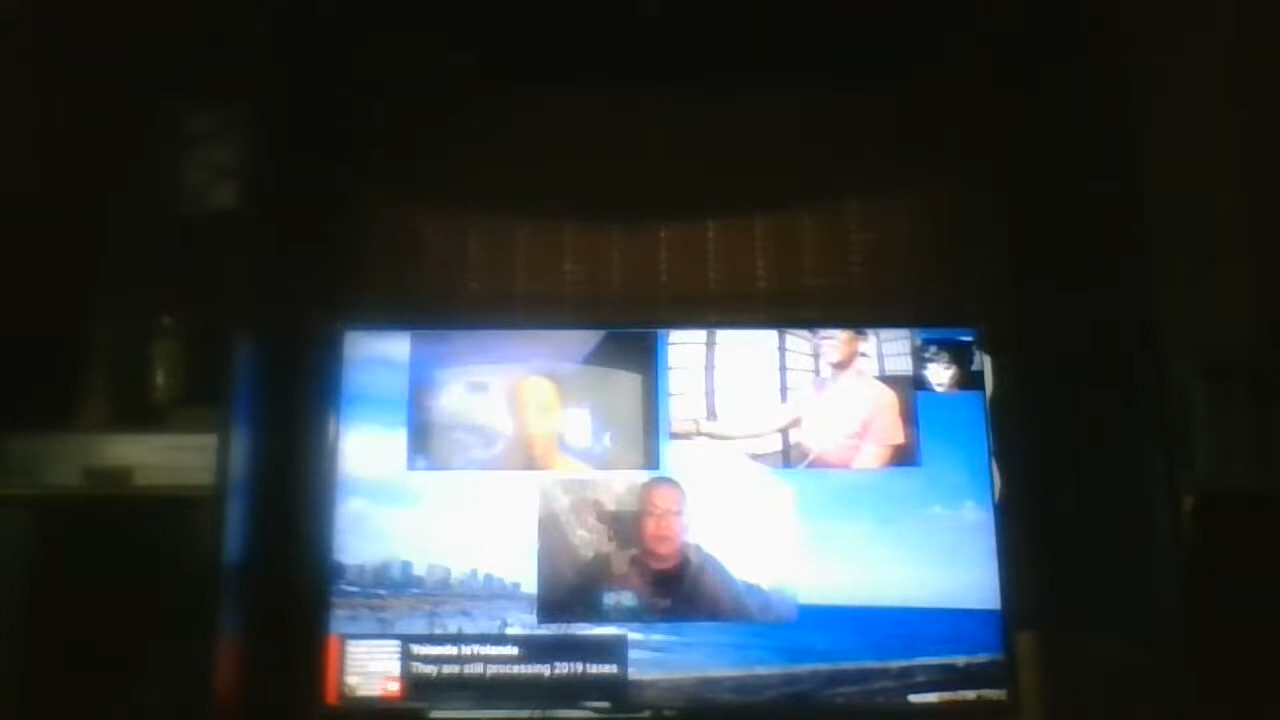 Yolanda IsYolanda
They are still processing 2019 taxes